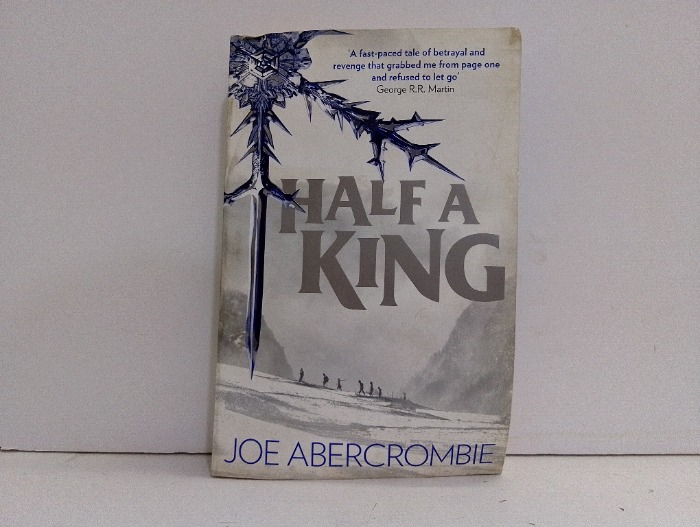 'A fast-paced tale of betrayal and
revenge that grabbed me from page one
and refused to let go'
George R.R. Martin
HALF A
KING
JOE ABERCROMBIE